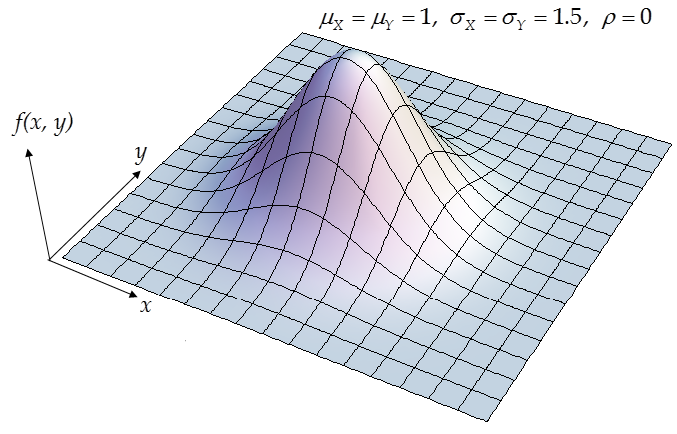 μX = μY = 1, σX = σY = 1.5, ρ = 0
f(x, y)
y
x